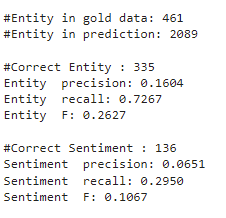 #Entity in gold data: 461
#Entity in prediction: 2089

#Correct Entity : 335
Entity  precision: 0.1604
Entity  recall: 0.7267
Entity  F: 0.2627

#Correct Sentiment : 136
Sentiment  precision: 0.0651
Sentiment  recall: 0.2950
Sentiment  F: 0.1067